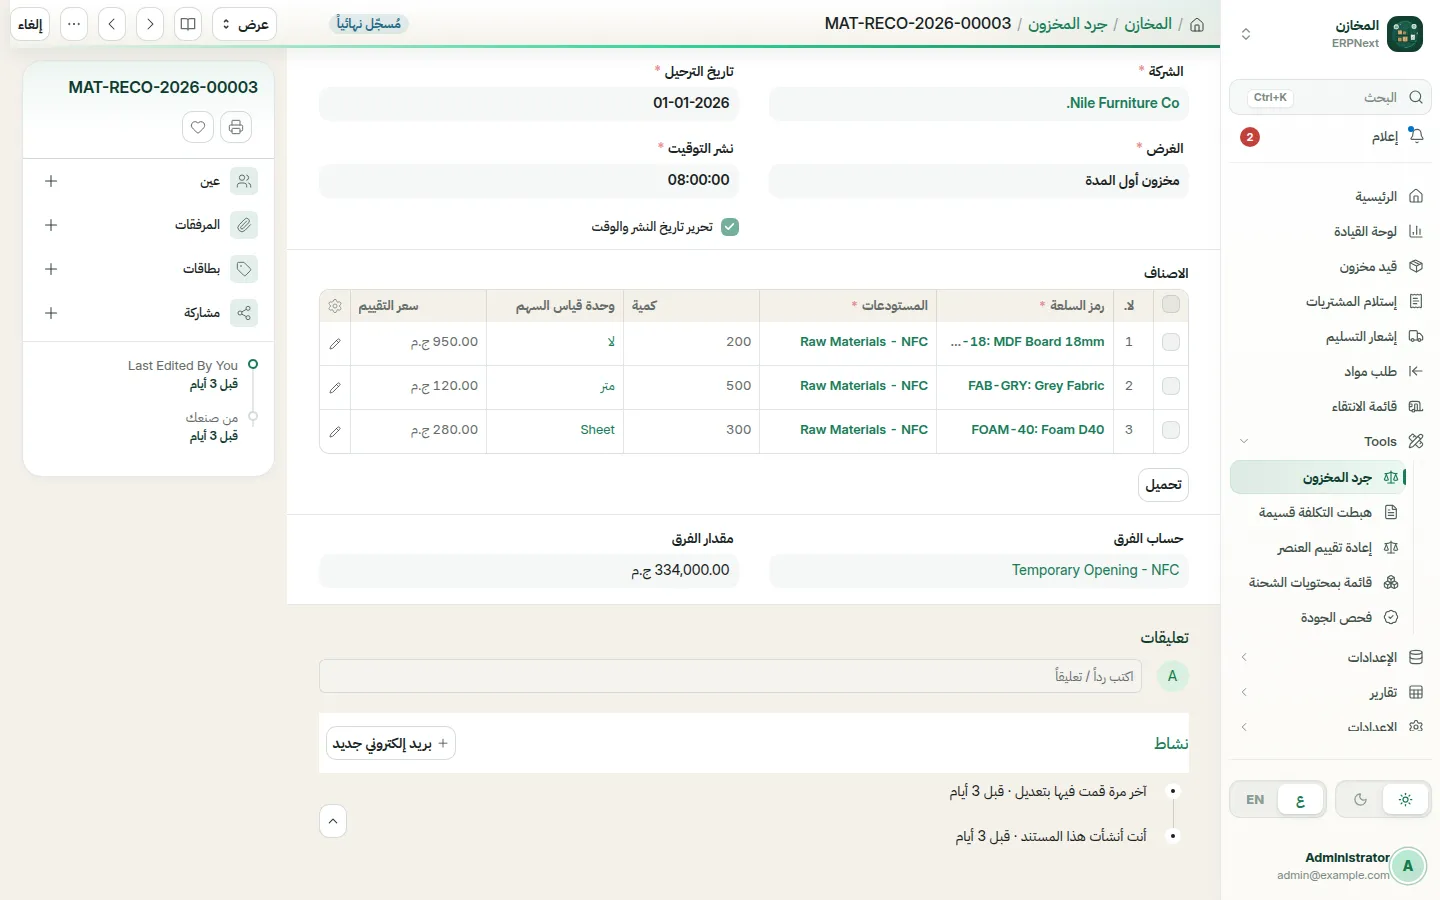 المخازن
ERPNext
البحث
Ctrl+K
إعلام
2
الرئيسية
لوحة القيادة
قيد مخزون
إستلام المشتريات
إشعار التسليم
طلب مواد
قائمة الانتقاء
Tools
جرد المخزون
هبطت التكلفة قسيمة
إعادة تقييم العنصر
قائمة بمحتويات الشحنة
فحص الجودة
الإعدادات
تقارير
الاعدادات
ع
EN
Administrator
admin@example.com
A
المخازن / جرد المخزون / MAT-RECO-2026-00003
مُسجّل نهائياً
عرض
إلغاء
الشركة *
Nile Furniture Co.
تاريخ الترحيل *
01-01-2026
الغرض *
مخزون أول المدة
نشر التوقيت *
08:00:00
تحرير تاريخ النشر والوقت
الاصناف
لا. رمز السلعة * المستودعات * كمية وحدة قياس السهم سعر التقييم
1 ...-18: MDF Board 18mm Raw Materials - NFC 200 لا 950.00 ج.م
2 FAB-GRY: Grey Fabric Raw Materials - NFC 500 متر 120.00 ج.م
3 FOAM-40: Foam D40 Raw Materials - NFC 300 Sheet 280.00 ج.م
تحميل
حساب الفرق
Temporary Opening - NFC
مقدار الفرق
334,000.00 ج.م
تعليقات
A
اكتب رداً / تعليقاً
نشاط
بريد إلكتروني جديد
آخر مرة قمت فيها بتعديل · قبل 3 أيام
أنت أنشأت هذا المستند · قبل 3 أيام
MAT-RECO-2026-00003
عين
المرفقات
بطاقات
مشاركة
Last Edited By You
قبل 3 أيام
من صنعك
قبل 3 أيام